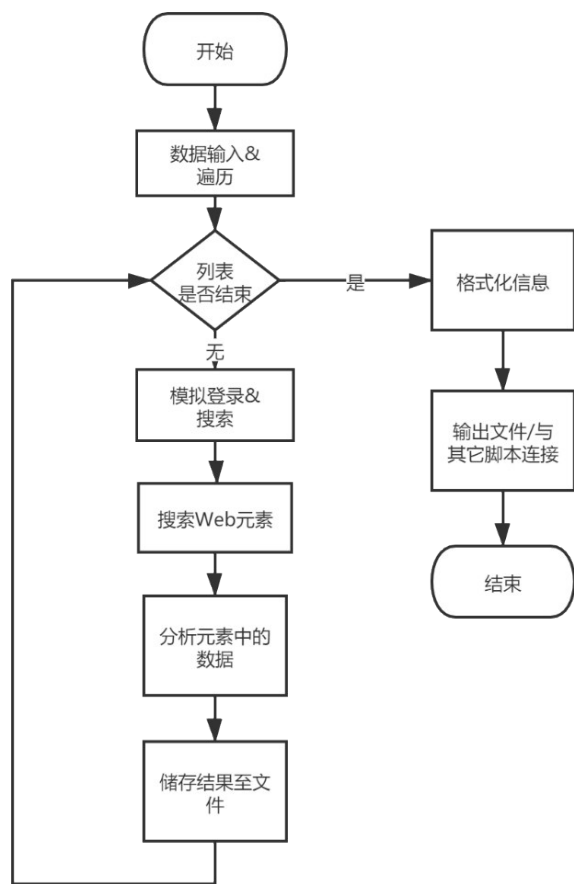 开始
数据输入&
遍历
列表
是否结束
是
格式化信息
无
模拟登录&
搜索
输出文件/与
其它脚本连接
搜索Web元素
结束
分析元素中的
数据
储存结果至文
件